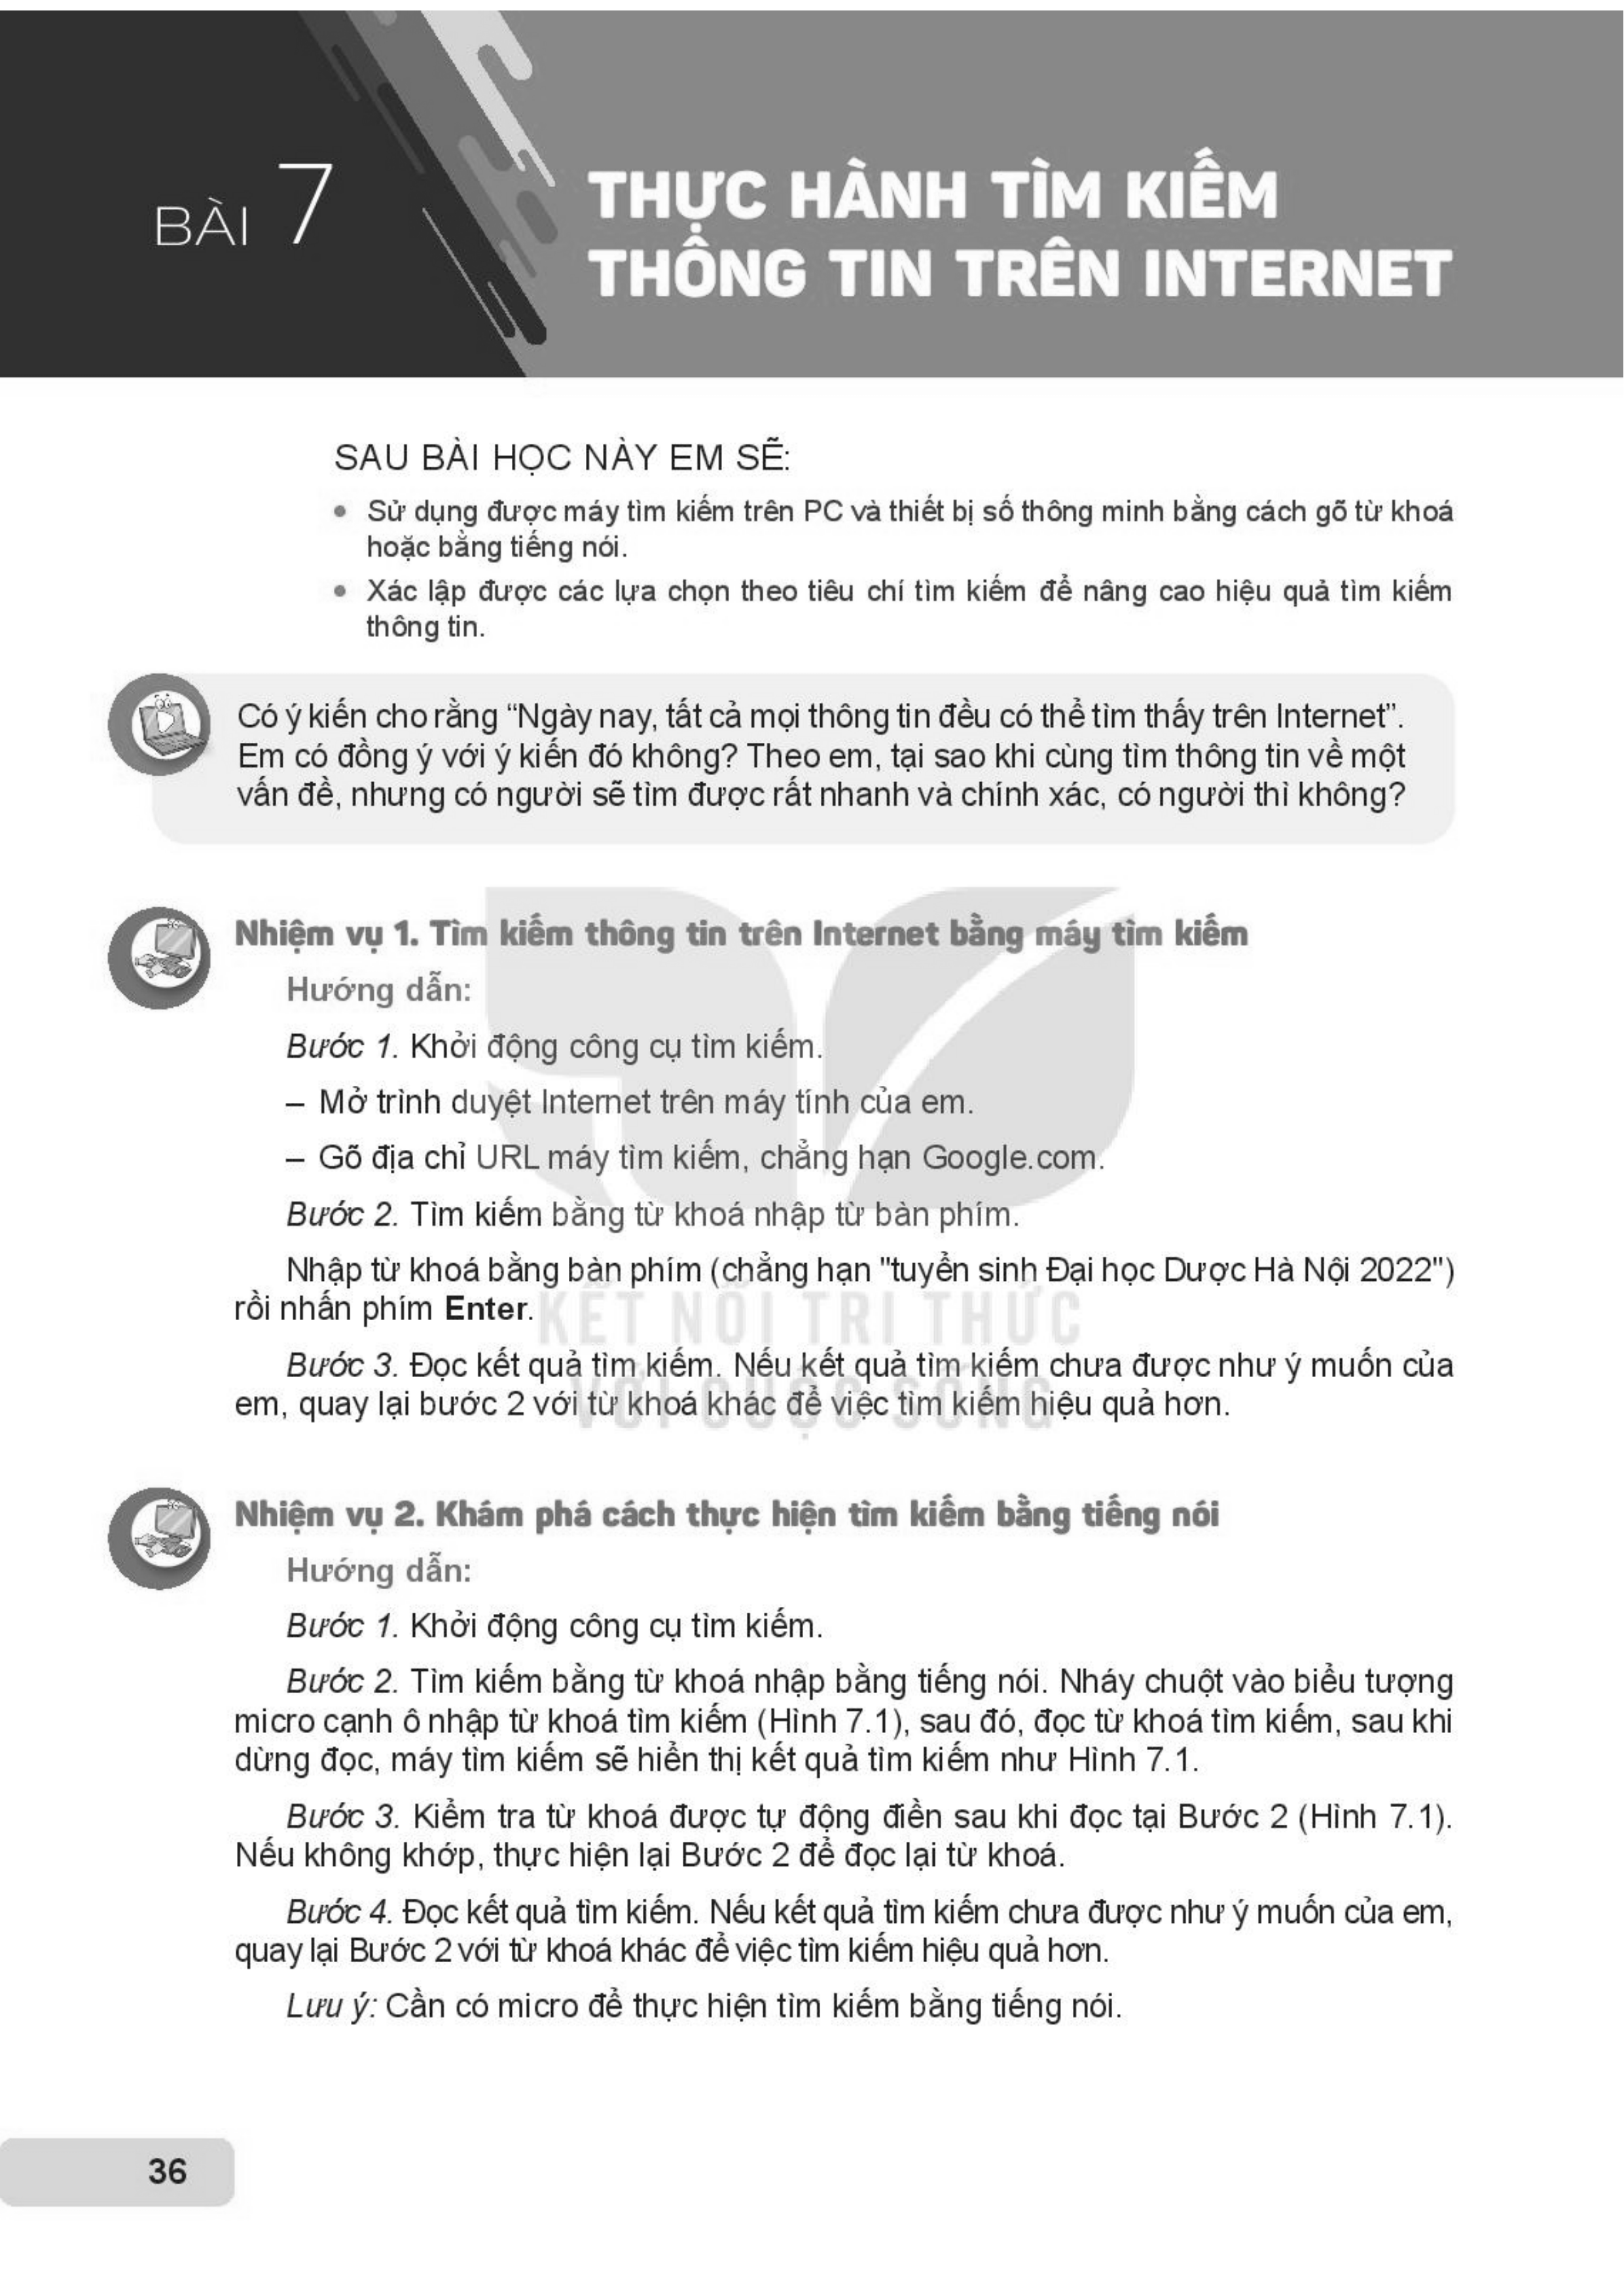 BÀI 7
THỰC HÀNH TÌM KIẾM
THÔNG TIN TRÊN INTERNET
SAU BÀI HỌC NÀY EM SẼ:
• Sử dụng được máy tìm kiếm trên PC và thiết bị số thông minh bằng cách gõ từ khoá
hoặc bằng tiếng nói.
• Xác lập được các lựa chọn theo tiêu chí tìm kiếm để nâng cao hiệu quả tìm kiếm
thông tin.
Có ý kiến cho rằng “Ngày nay, tất cả mọi thông tin đều có thể tìm thấy trên Internet”.
Em có đồng ý với ý kiến đó không? Theo em, tại sao khi cùng tìm thông tin về một
vấn đề, nhưng có người sẽ tìm được rất nhanh và chính xác, có người thì không?
Nhiệm vụ 1. Tìm kiếm thông tin trên Internet bằng máy tìm kiếm
Hướng dẫn:
Bước 1. Khởi động công cụ tìm kiếm.
– Mở trình duyệt Internet trên máy tính của em.
– Gõ địa chỉ URL máy tìm kiếm, chẳng hạn Google.com.
Bước 2. Tìm kiếm bằng từ khoá nhập từ bàn phím.
Nhập từ khoá bằng bàn phím (chẳng hạn "tuyển sinh Đại học Dược Hà Nội 2022")
rồi nhấn phím Enter.
KẾT NỐI TRI THỨC
Bước 3. Đọc kết quả tìm kiếm. Nếu kết quả tìm kiếm chưa được như ý muốn của
em, quay lại bước 2 với từ khoá khác để việc tìm kiếm hiệu quả hơn.
VỚI CUỘC SỐNG
Nhiệm vụ 2. Khám phá cách thực hiện tìm kiếm bằng tiếng nói
Hướng dẫn:
Bước 1. Khởi động công cụ tìm kiếm.
Bước 2. Tìm kiếm bằng từ khoá nhập bằng tiếng nói. Nháy chuột vào biểu tượng
micro cạnh ô nhập từ khoá tìm kiếm (Hình 7.1), sau đó, đọc từ khoá tìm kiếm, sau khi
dừng đọc, máy tìm kiếm sẽ hiển thị kết quả tìm kiếm như Hình 7.1.
Bước 3. Kiểm tra từ khoá được tự động điền sau khi đọc tại Bước 2 (Hình 7.1).
Nếu không khớp, thực hiện lại Bước 2 để đọc lại từ khoá.
Bước 4. Đọc kết quả tìm kiếm. Nếu kết quả tìm kiếm chưa được như ý muốn của em,
quay lại Bước 2 với từ khoá khác để việc tìm kiếm hiệu quả hơn.
Lưu ý: Cần có micro để thực hiện tìm kiếm bằng tiếng nói.
36